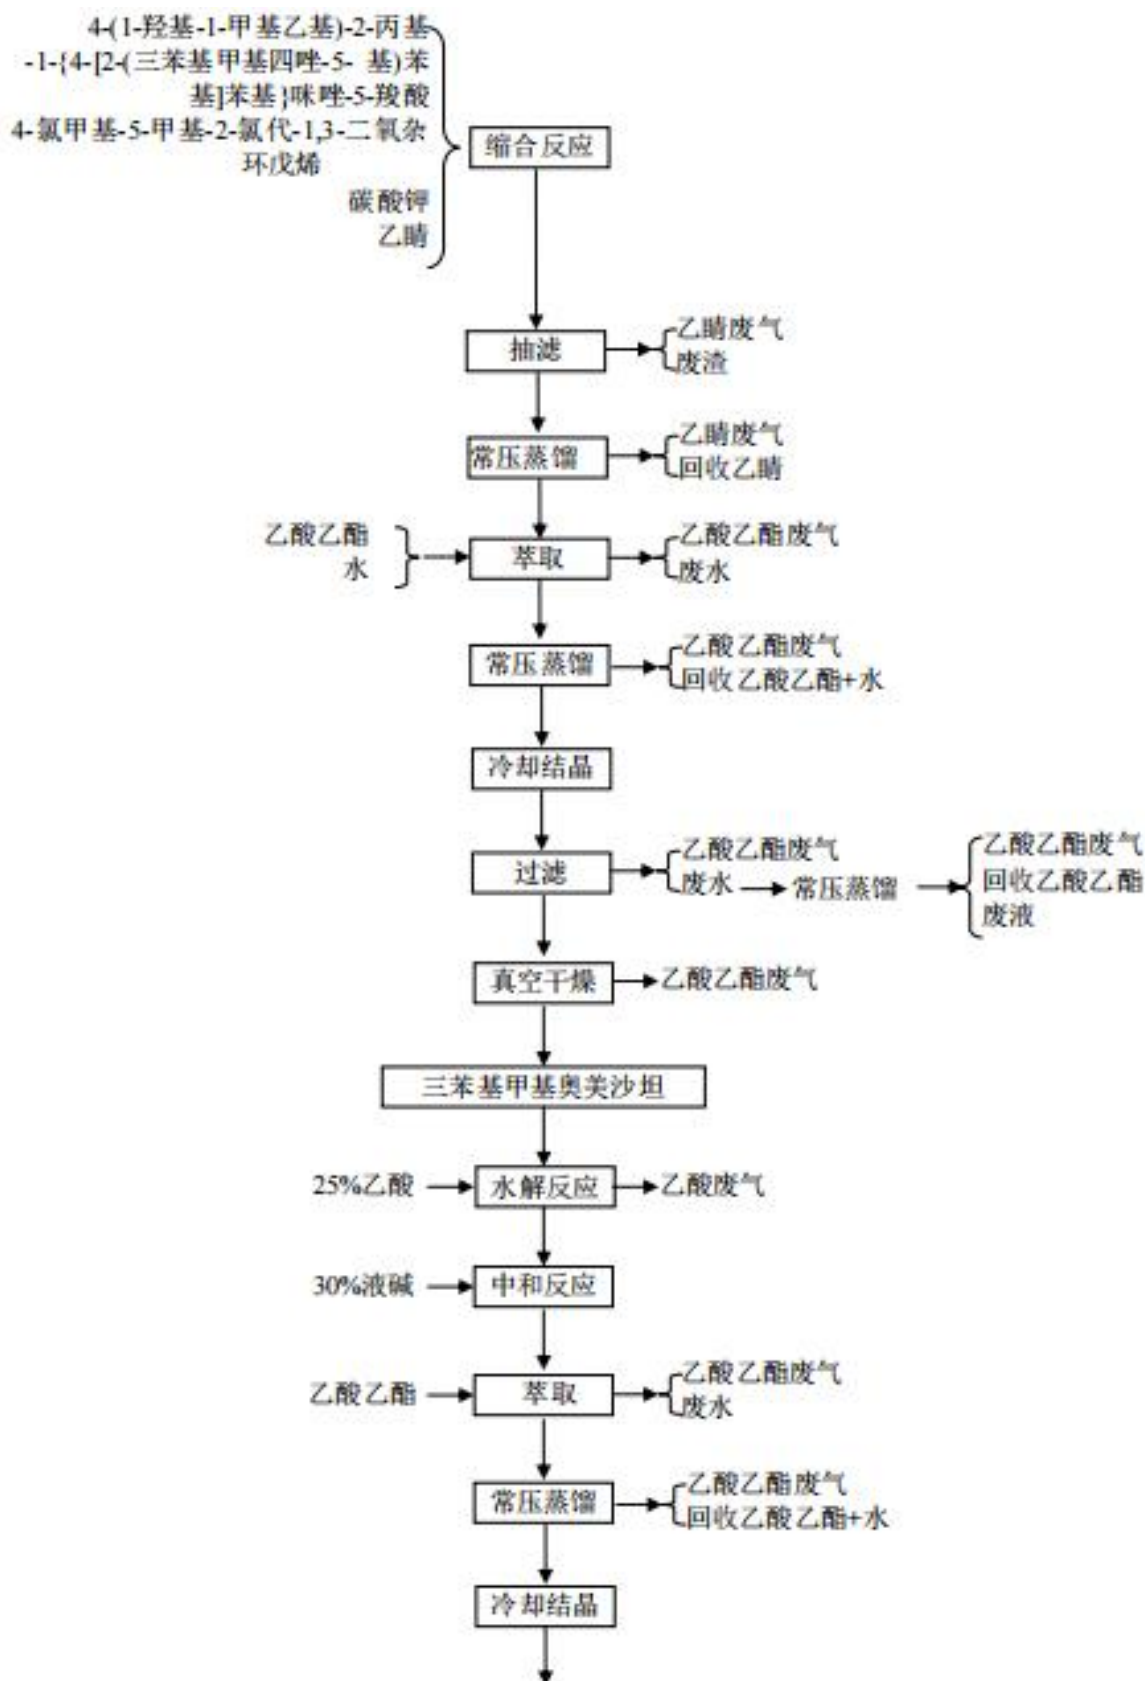 4-(1-羟基-1-甲基乙基)-2-丙基
-1-{4-[2-(三苯基甲基四唑-5- 基)苯
基]苯基}咪唑-5-羧酸
4-氯甲基-5-甲基-2-氯代-1,3-二氧杂
环戊烯
碳酸钾
乙睛
缩合反应
抽滤
乙睛废气
废渣
常压蒸馏
乙睛废气
回收乙睛
乙酸乙酯
水
萃取
乙酸乙酯废气
废水
常压蒸馏
乙酸乙酯废气
回收乙酸乙酯+水
冷却结晶
过滤
乙酸乙酯废气
废水
常压蒸馏
乙酸乙酯废气
回收乙酸乙酯
废液
真空干燥
乙酸乙酯废气
三苯基甲基奥美沙坦
25%乙酸
水解反应
乙酸废气
30%液碱
中和反应
乙酸乙酯
萃取
乙酸乙酯废气
废水
常压蒸馏
乙酸乙酯废气
回收乙酸乙酯+水
冷却结晶